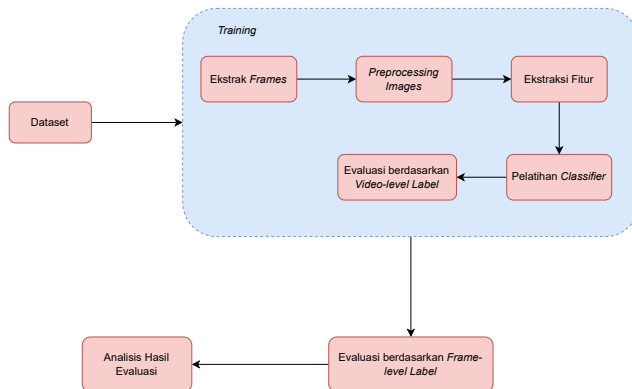 Training
Ekstrak Frames
Preprocessing
Images
Ekstraksi Fitur
Dataset
Evaluasi berdasarkan
Video-level Label
Pelatihan Classifier
Analisis Hasil
Evaluasi
Evaluasi berdasarkan Frame-
level Label